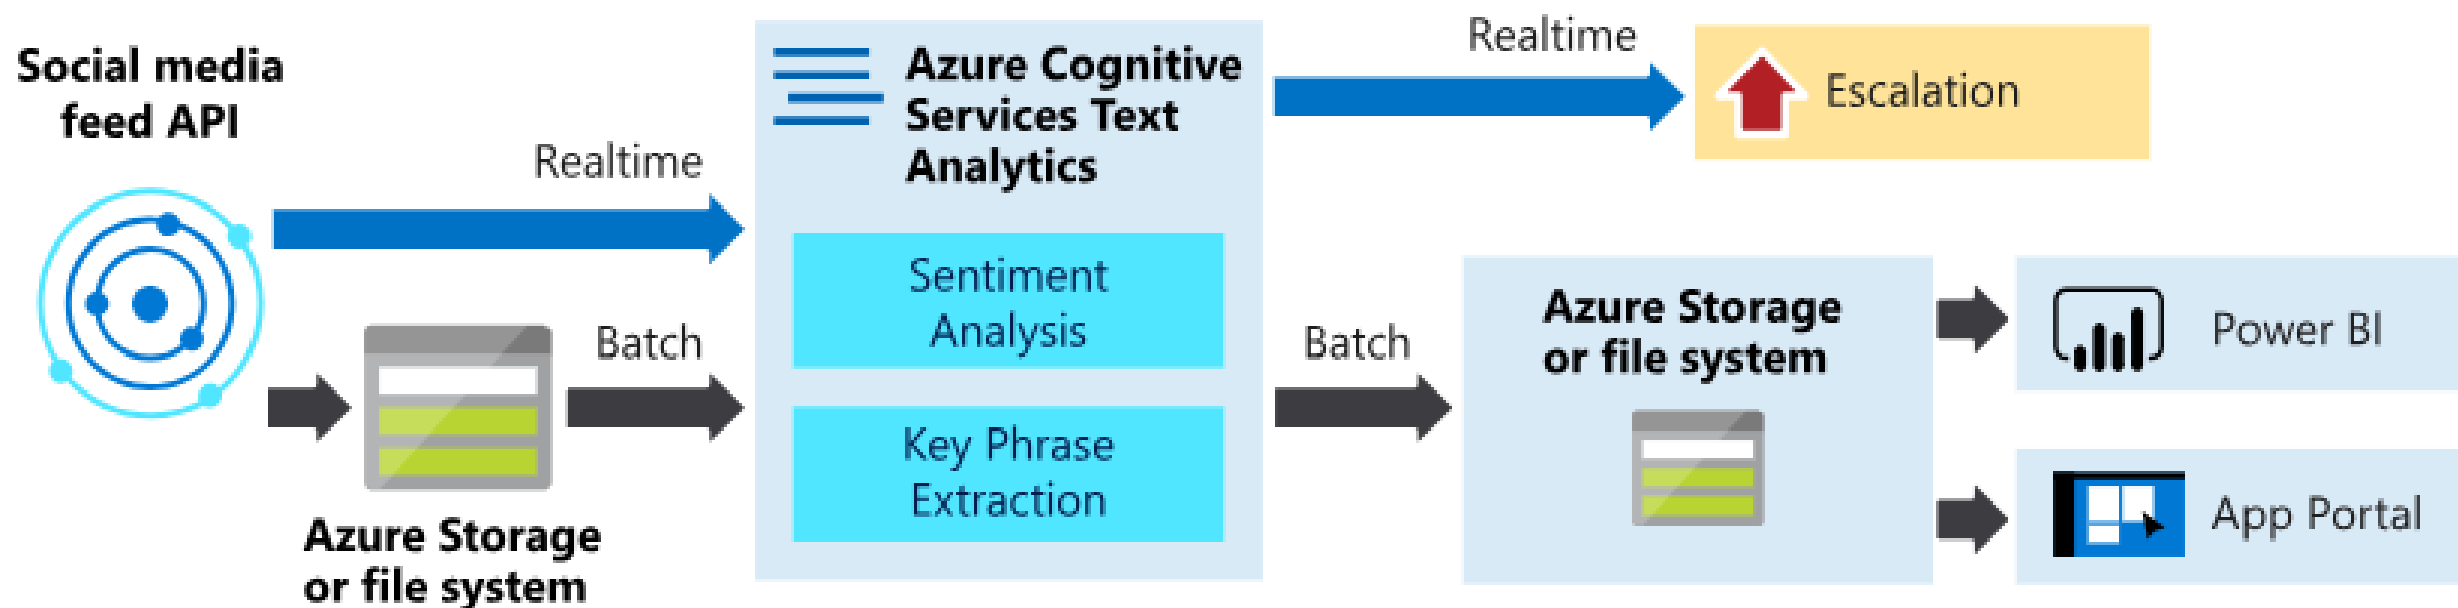 Social media
feed API
Realtime
Batch
Azure Storage
or file system
Azure Cognitive
Services Text
Analytics
Sentiment
Analysis
Key Phrase
Extraction
Realtime
Escalation
Batch
Azure Storage
or file system
Power BI
App Portal